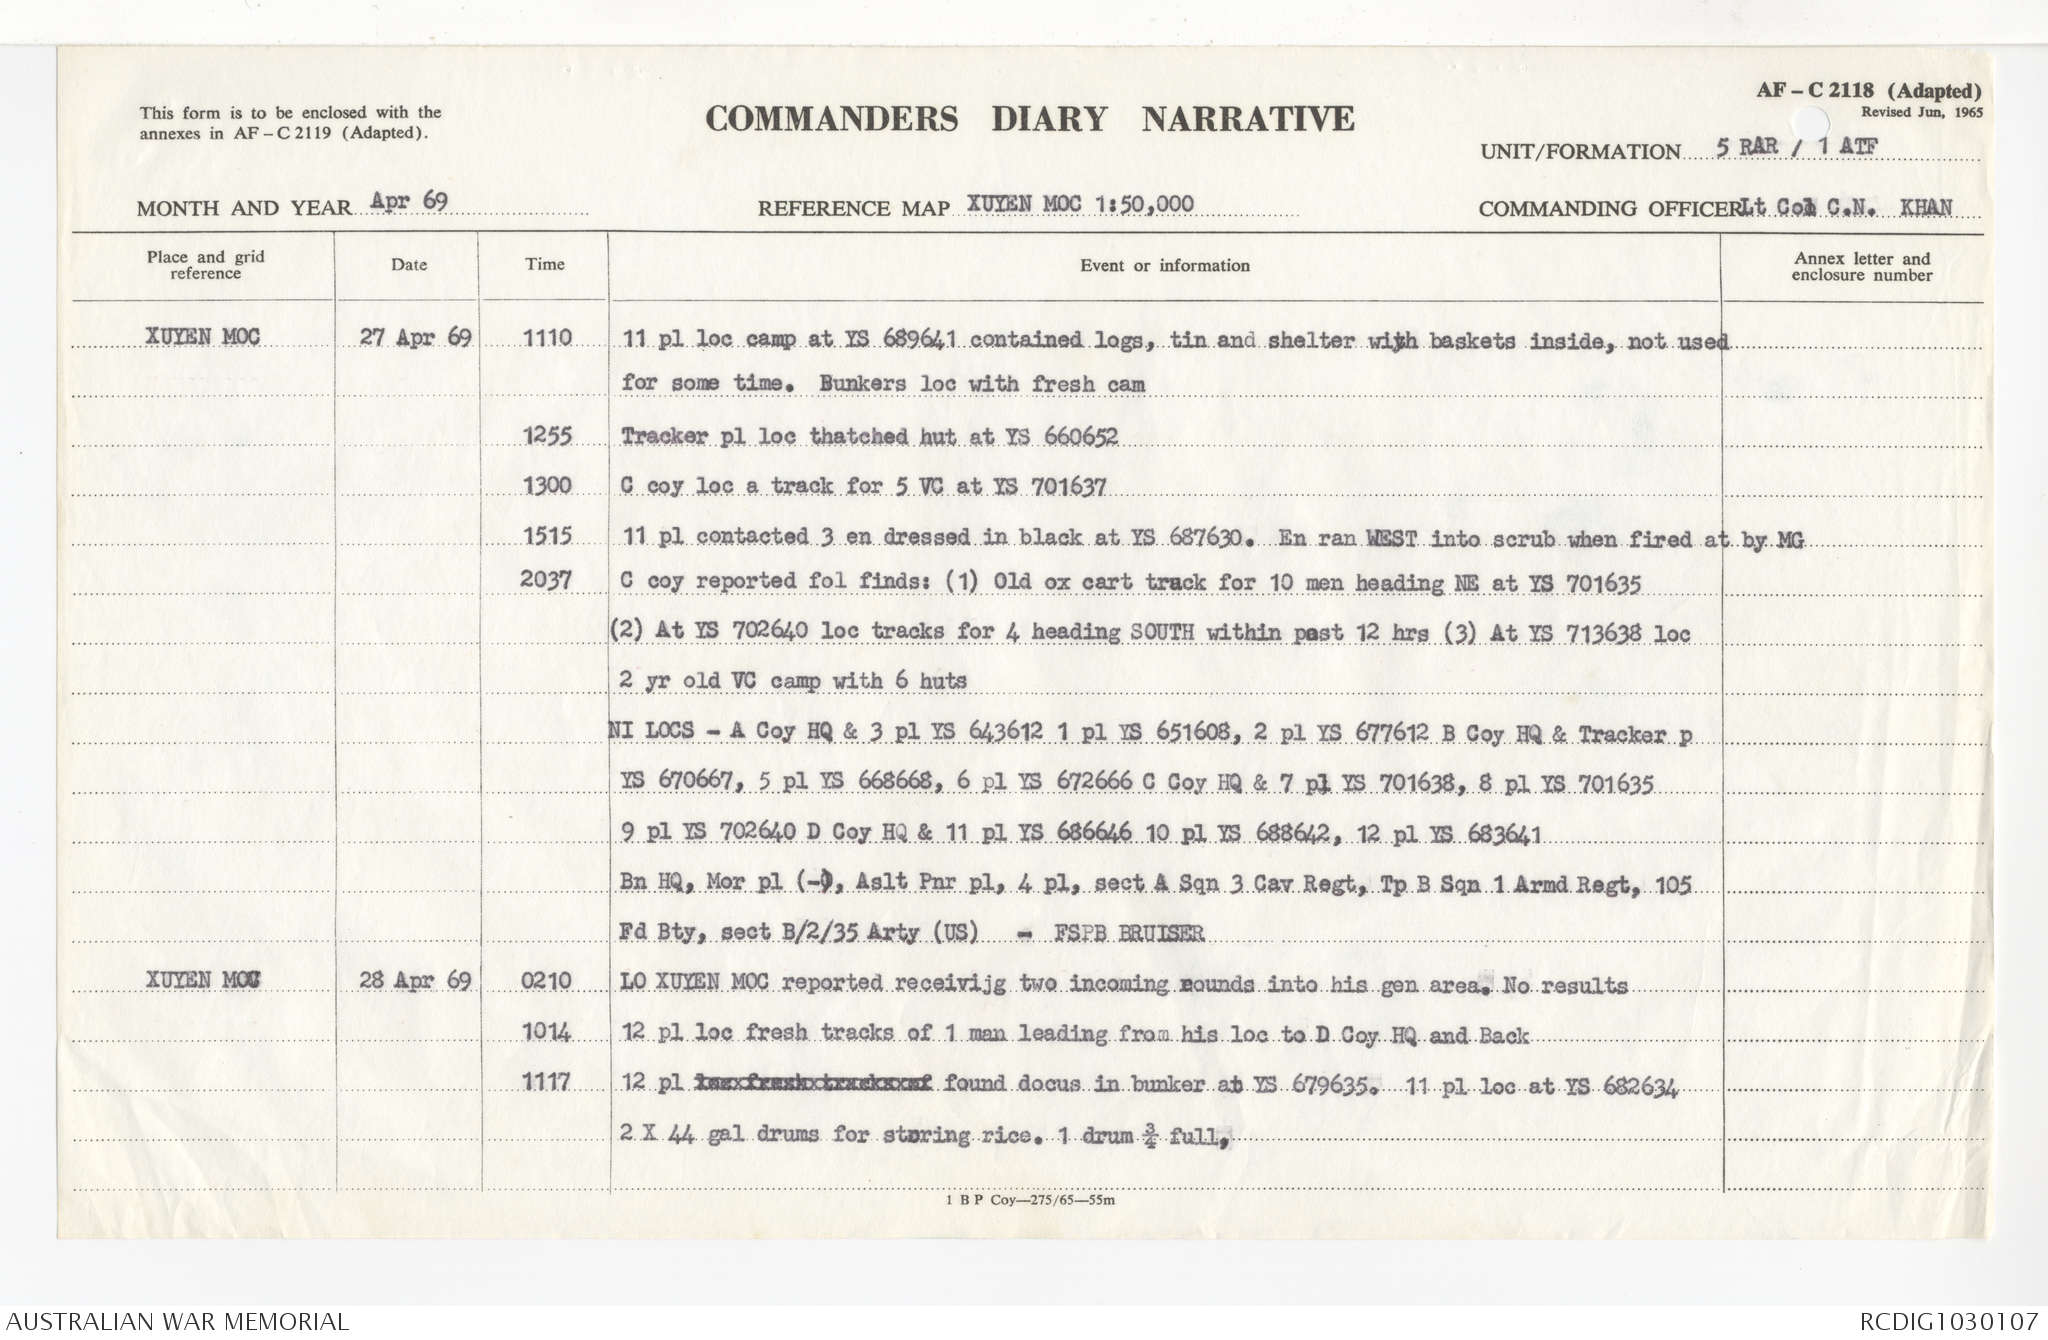 This form is to be enclosed with the
annexes in AF – C 2119 (Adapted).
COMMANDERS DIARY NARRATIVE
AF – C 2118 (Adapted)
Revised Jun, 1965
UNIT/FORMATION 5 RAR / 1 ATF
MONTH AND YEAR Apr 69
REFERENCE MAP XUYEN MOC 1:50,000
COMMANDING OFFICER Lt Col C.N. KHAN
Place and grid reference Date Time Event or information Annex letter and enclosure number
XUYEN MOC 27 Apr 69 1110 11 pl loc camp at YS 689641 contained logs, tin and shelter with baskets inside, not used
for some time. Bunkers loc with fresh cam
1255 Tracker pl loc thatched hut at YS 660652
1300 C coy loc a track for 5 VC at YS 701637
1515 11 pl contacted 3 en dressed in black at YS 687630. En ran WEST into scrub when fired at by MG
2037 C coy reported fol finds: (1) Old ox cart track for 10 men heading NE at YS 701635
(2) At YS 702640 loc tracks for 4 heading SOUTH within past 12 hrs (3) At YS 713638 loc
2 yr old VC camp with 6 huts
NI LOCS - A Coy HQ & 3 pl YS 643612 1 pl YS 651608, 2 pl YS 677612 B Coy HQ & Tracker p
YS 670667, 5 pl YS 668668, 6 pl YS 672666 C Coy HQ & 7 pl YS 701638, 8 pl YS 701635
9 pl YS 702640 D Coy HQ & 11 pl YS 686646 10 pl YS 688642, 12 pl YS 683641
Bn HQ, Mor pl (-), Aslt Pnr pl, 4 pl, sect A Sqn 3 Cav Regt, Tp B Sqn 1 Armd Regt, 105
Fd Bty, sect B/2/35 Arty (US) - FSPB BRUISER
XUYEN MOC 28 Apr 69 0210 LO XUYEN MOC reported receivijg two incoming rounds into his gen area. No results
1014 12 pl loc fresh tracks of 1 man leading from his loc to D Coy HQ and Back
1117 12 pl loc fresh tracks of found docus in bunker at YS 679635. 11 pl loc at YS 682634
2 X 44 gal drums for storing rice. 1 drum ¾ full,
1 B P Coy—275/65—55m
AUSTRALIAN WAR MEMORIAL
RCDIG1030107